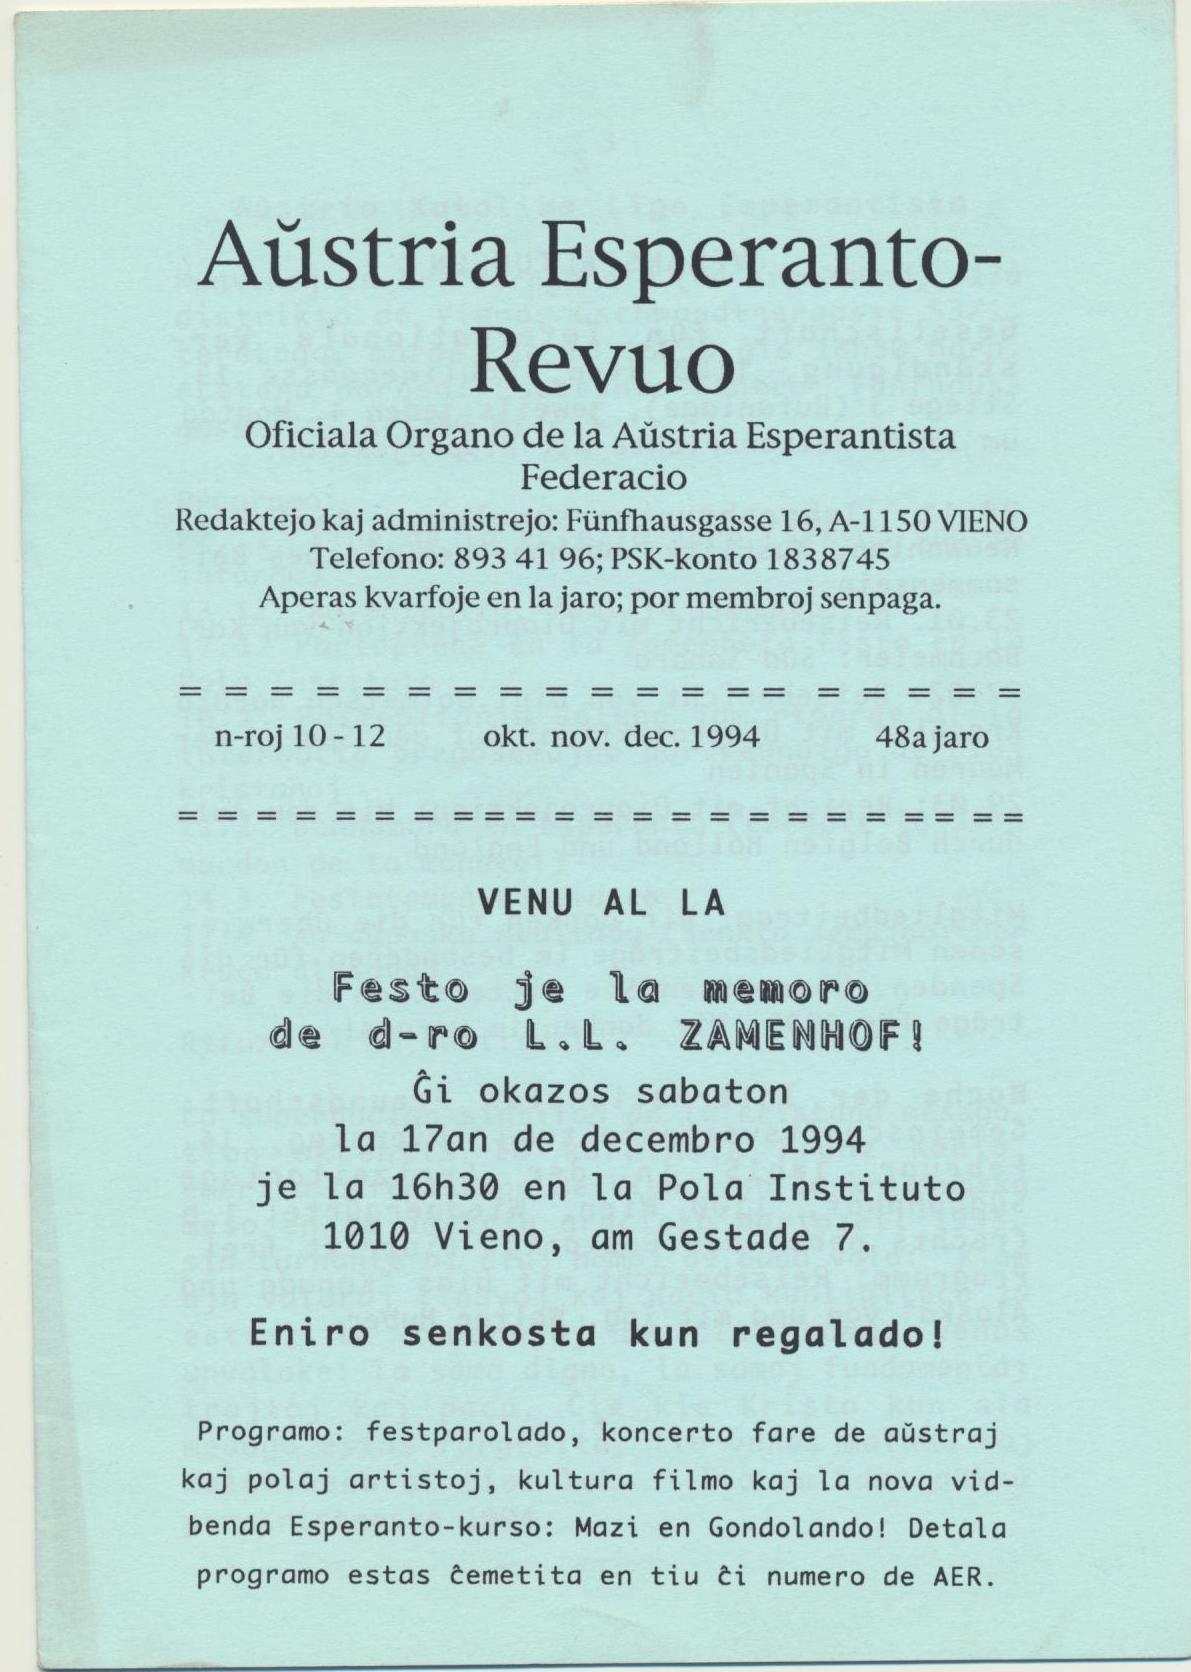 Aŭstria Esperanto-
Revuo
Oficiala Organo de la Aŭstria Esperantista
Federacio
Redaktejo kaj administrejo: Fünfhausgasse 16, A-1150 VIENO
Telefono: 893 41 96; PSK-konto 1838745
Aperas kvarfoje en la jaro; por membroj senpaga.
= = = = = = = = = = = = = = = = = = =
n-roj 10 - 12 okt. nov. dec. 1994 48a jaro
= = = = = = = = = = = = = = = = = = = = = = = =
VENU AL LA
Festo je la memoro
de d-ro L.L. ZAMENHOF!
Ĝi okazos sabaton
la 17an de decembro 1994
je la 16h30 en la Pola Instituto
1010 Vieno, am Gestade 7.
Eniro senkosta kun regalado!
Programo: festparolado, koncerto fare de aŭstraj
kaj polaj artistoj, kultura filmo kaj la nova vid-
benda Esperanto-kurso: Mazi en Gondolando! Detala
programo estas ĉemetita en tiu ĉi numero de AER.